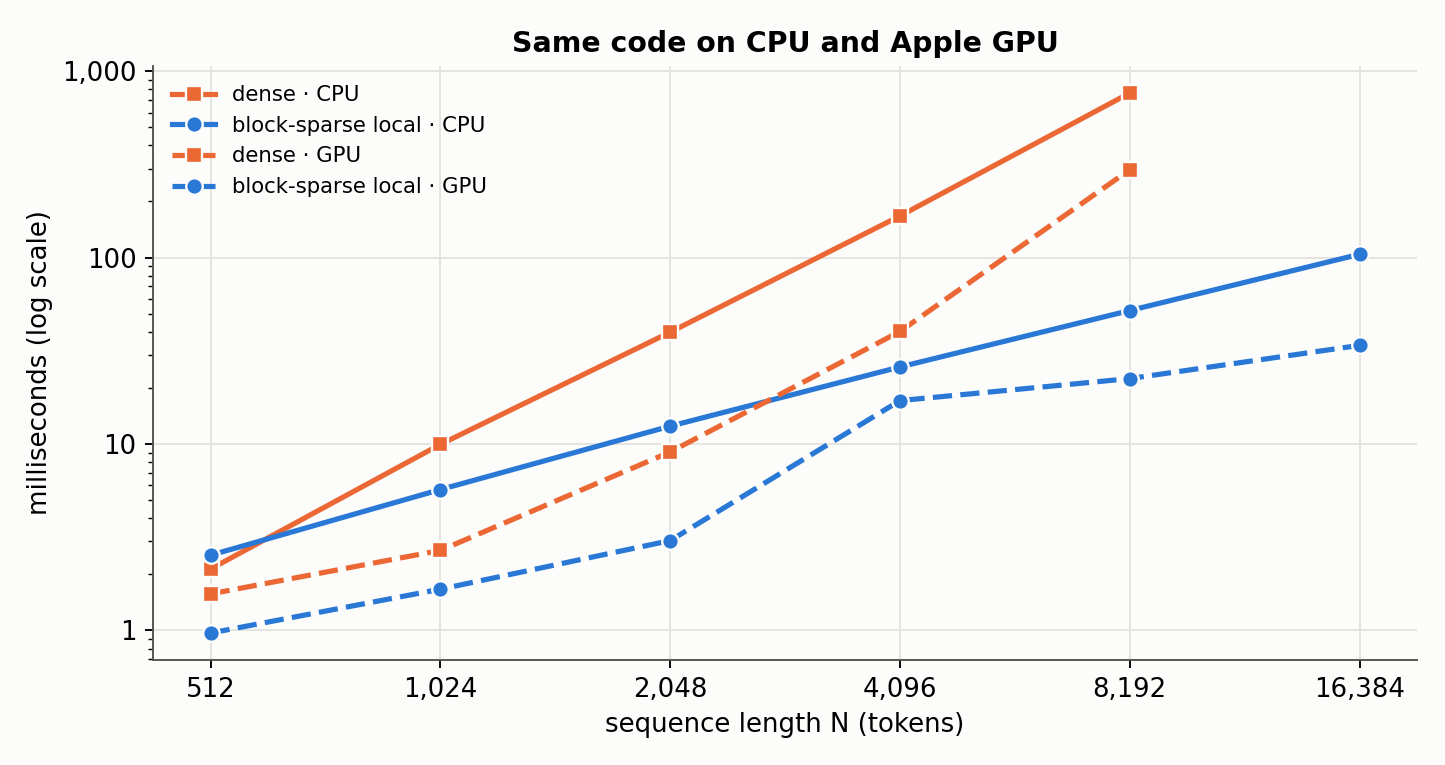 Same code on CPU and Apple GPU
1,000
100
10
1
milliseconds (log scale)
dense · CPU
block-sparse local · CPU
dense · GPU
block-sparse local · GPU
512
1,024
2,048
4,096
8,192
16,384
sequence length N (tokens)